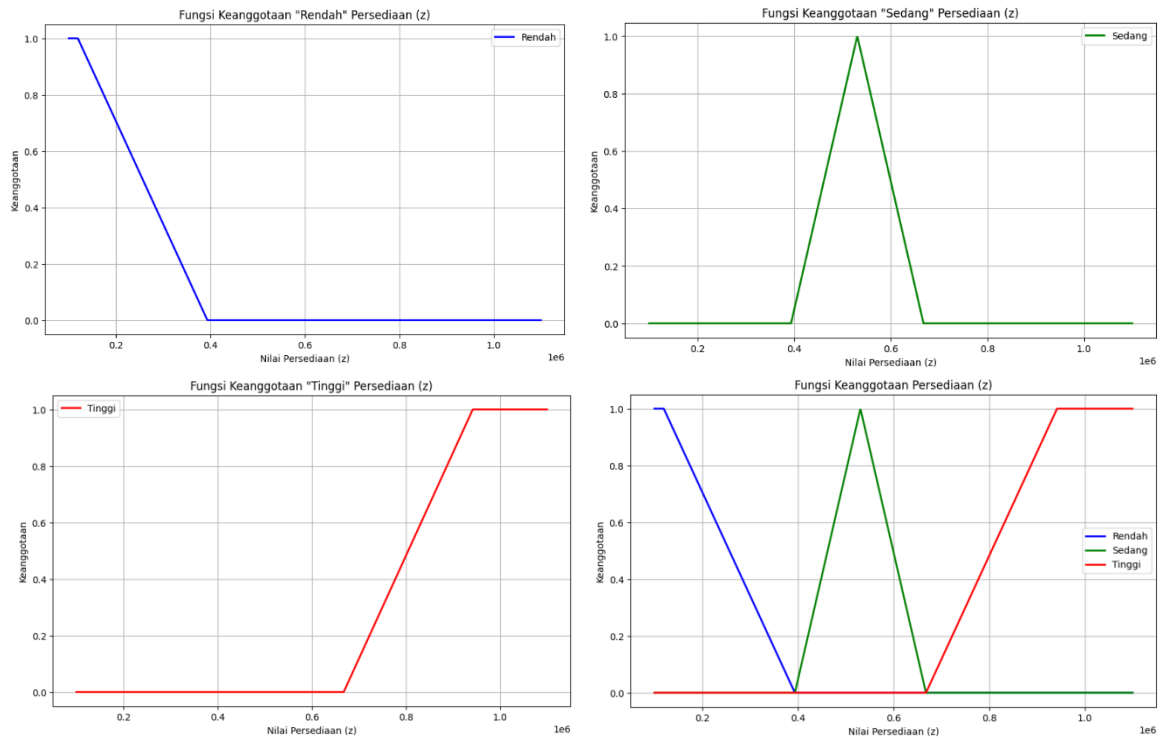 Fungsi Keanggotaan "Rendah" Persediaan (z)
Rendah
Keanggotaan
1.0
0.8
0.6
0.4
0.2
0.0
0.2
0.4
0.6
0.8
1.0
1e6
Nilai Persediaan (z)
Fungsi Keanggotaan "Sedang" Persediaan (z)
Sedang
Keanggotaan
1.0
0.8
0.6
0.4
0.2
0.0
0.2
0.4
0.6
0.8
1.0
1e6
Nilai Persediaan (z)
Fungsi Keanggotaan "Tinggi" Persediaan (z)
Tinggi
Keanggotaan
1.0
0.8
0.6
0.4
0.2
0.0
0.2
0.4
0.6
0.8
1.0
1e6
Nilai Persediaan (z)
Fungsi Keanggotaan Persediaan (z)
Keanggotaan
1.0
0.8
0.6
0.4
0.2
0.0
Rendah
Sedang
Tinggi
0.2
0.4
0.6
0.8
1.0
1e6
Nilai Persediaan (z)